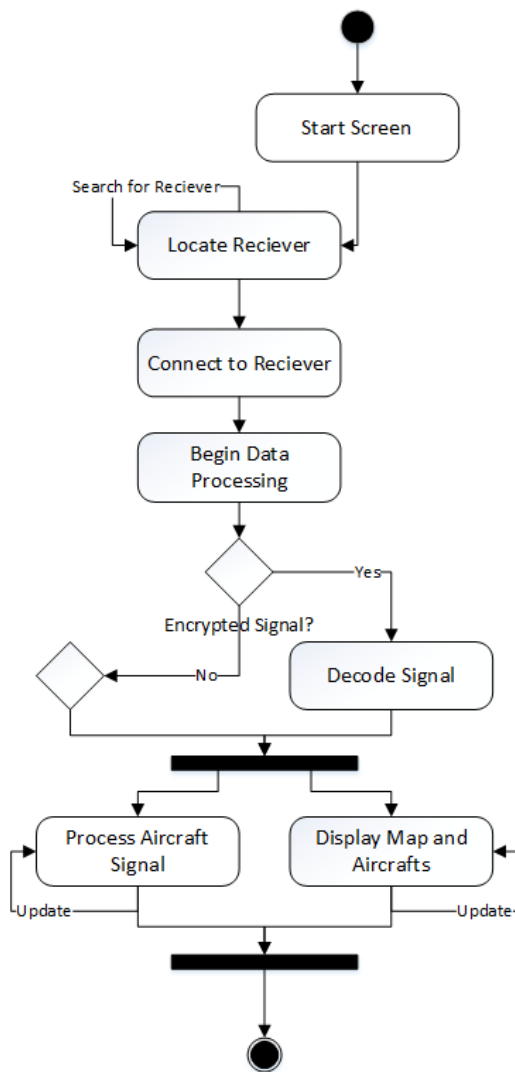 Start Screen
Search for Reciever
Locate Reciever
Connect to Reciever
Begin Data
Processing
Yes
Encrypted Signal?
No
Decode Signal
Process Aircraft
Signal
Display Map and
Aircrafts
Update
Update